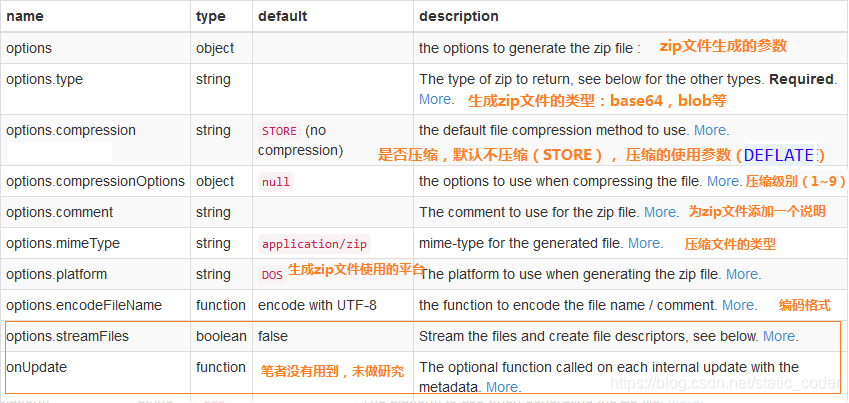 name type default description
options object the options to generate the zip file : zip文件生成的参数
options.type string The type of zip to return, see below for the other types. Required.
More. 生成zip文件的类型：base64，blob等
options.compression string STORE (no the default file compression method to use. More.
compression) 是否压缩，默认不压缩（STORE），压缩的使用参数（DEFLATE）
options.compressionOptions object null the options to use when compressing the file. More. 压缩级别（1~9）
options.comment string The comment to use for the zip file. More. 为zip文件添加一个说明
options.mimeType string application/zip mime-type for the generated file. More. 压缩文件的类型
options.platform string DOS 生成zip文件使用的平台 The platform to use when generating the zip file. More.
options.encodeFileName function encode with UTF-8 the function to encode the file name / comment. More. 编码格式
options.streamFiles boolean false Stream the files and create file descriptors, see below. More.
onUpdate function 笔者没有用到，未做研究 The optional function called on each internal update with the
metadata. More.
https://blog.csdn.net/static_coder